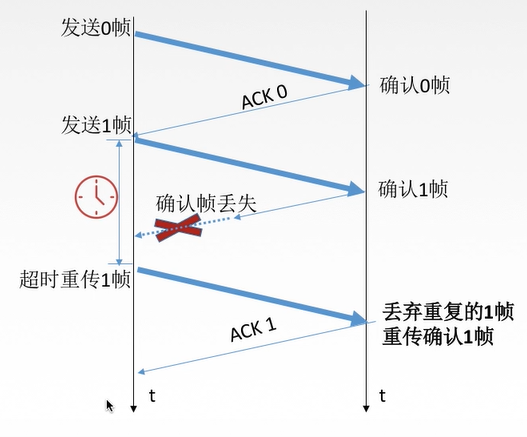 发送0帧
确认0帧
ACK 0
发送1帧
确认1帧
确认帧丢失
超时重传1帧
丢弃重复的1帧
重传确认1帧
ACK 1
t
t